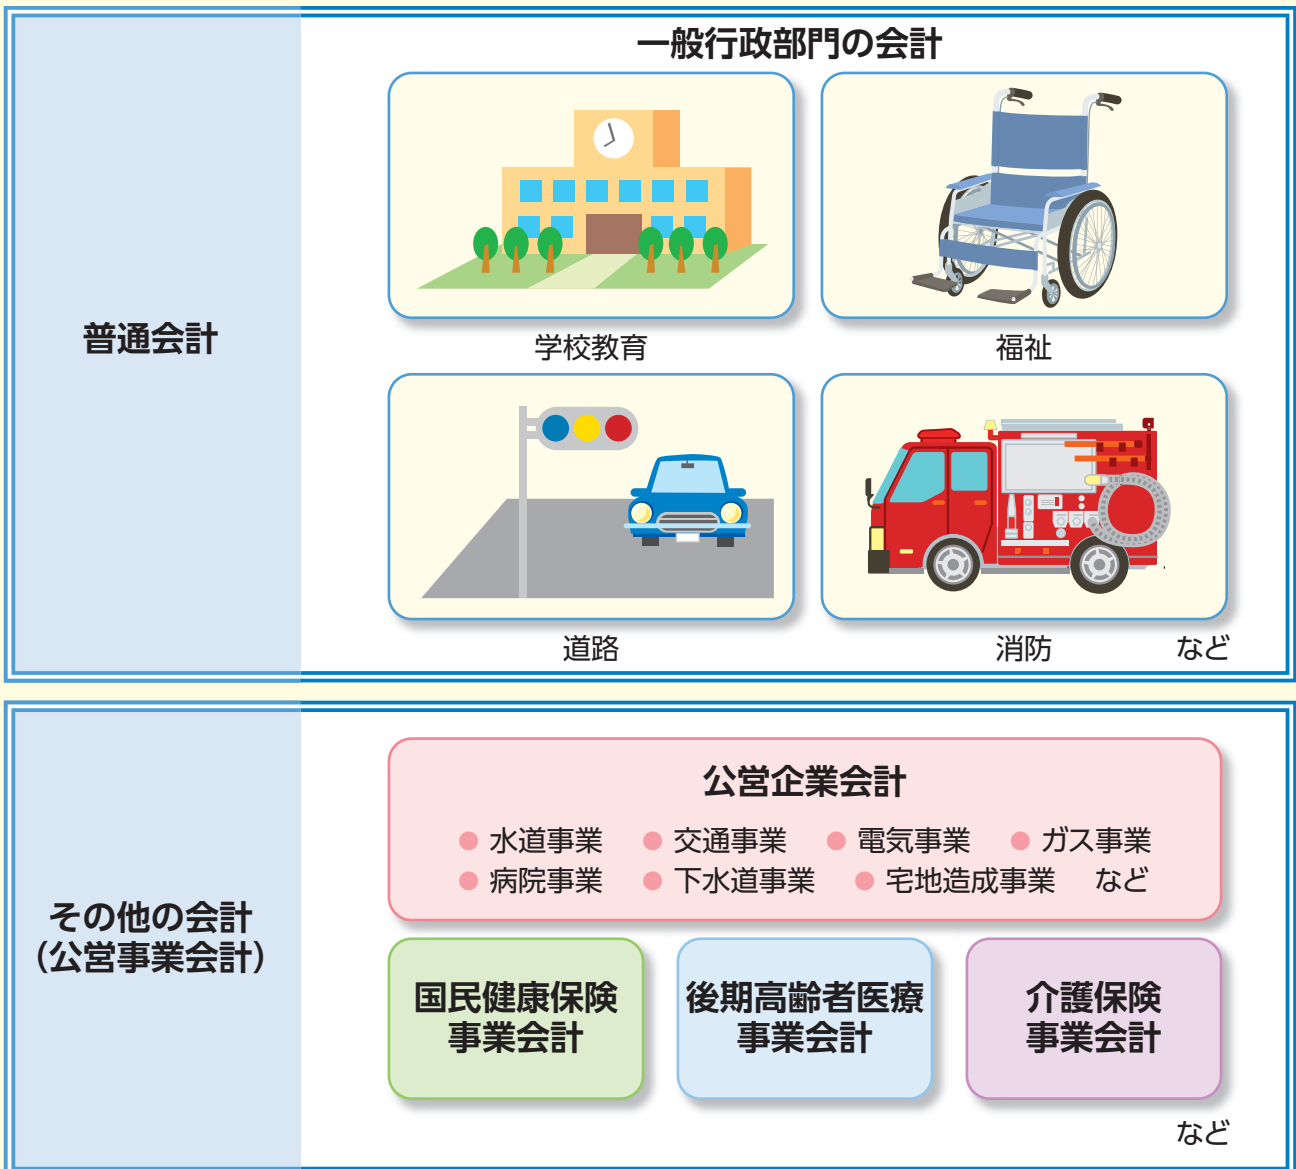 一般行政部門の会計
普通会計
学校教育
福祉
道路
消防
など
その他の会計
(公営事業会計)
公営企業会計
● 水道事業 ● 交通事業 ● 電気事業 ● ガス事業
● 病院事業 ● 下水道事業 ● 宅地造成事業 など
国民健康保険
事業会計
後期高齢者医療
事業会計
介護保険
事業会計
など